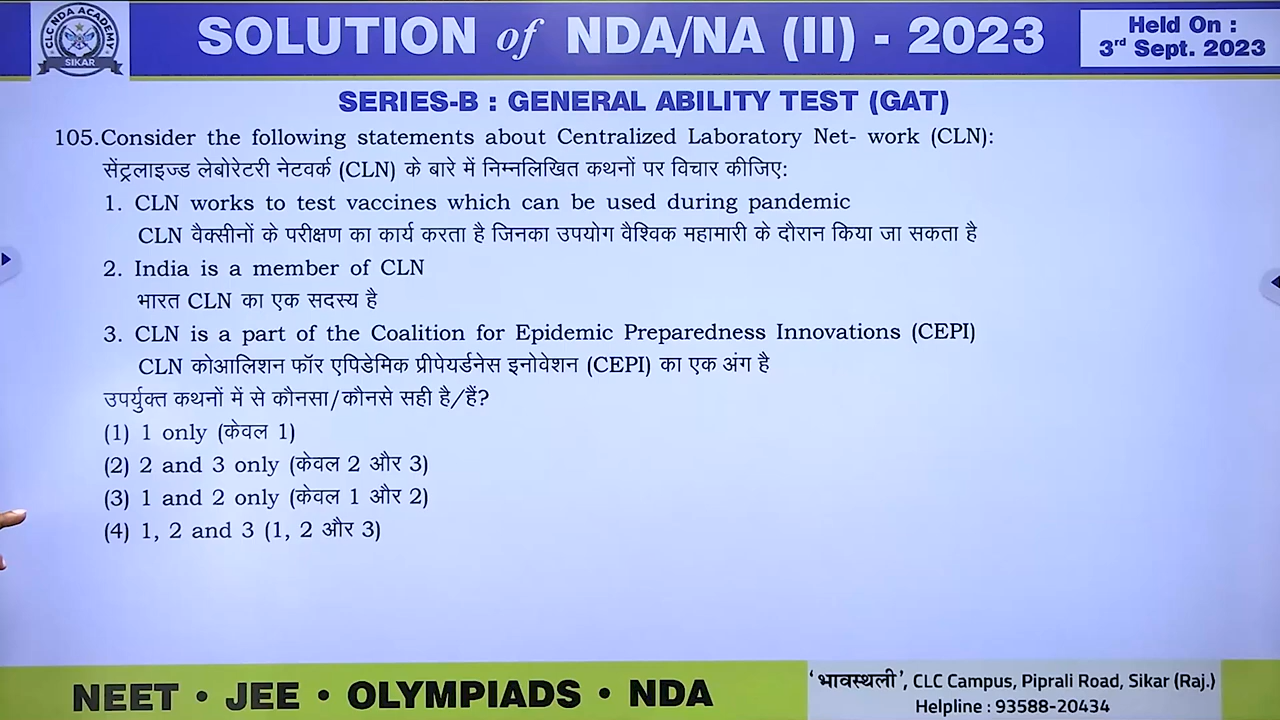 CLC NDA ACADEMY
SIKAR
SOLUTION of NDA/NA (II) - 2023
Held On :
3rd Sept. 2023
SERIES-B : GENERAL ABILITY TEST (GAT)
105.Consider the following statements about Centralized Laboratory Net- work (CLN):
सेंट्रलाइज्ड लेबोरेटरी नेटवर्क (CLN) के बारे में निम्नलिखित कथनों पर विचार कीजिए:
1. CLN works to test vaccines which can be used during pandemic
CLN वैक्सीनों के परीक्षण का कार्य करता है जिनका उपयोग वैश्विक महामारी के दौरान किया जा सकता है
2. India is a member of CLN
भारत CLN का एक सदस्य है
3. CLN is a part of the Coalition for Epidemic Preparedness Innovations (CEPI)
CLN कोआलिशन फॉर एपिडेमिक प्रीपेयर्डनेस इनोवेशन (CEPI) का एक अंग है
उपर्युक्त कथनों में से कौनसा/कौनसे सही है/हैं?
(1) 1 only (केवल 1)
(2) 2 and 3 only (केवल 2 और 3)
(3) 1 and 2 only (केवल 1 और 2)
(4) 1, 2 and 3 (1, 2 और 3)
NEET • JEE • OLYMPIADS • NDA
‘भावस्थली’, CLC Campus, Piprali Road, Sikar (Raj.)
Helpline : 93588-20434